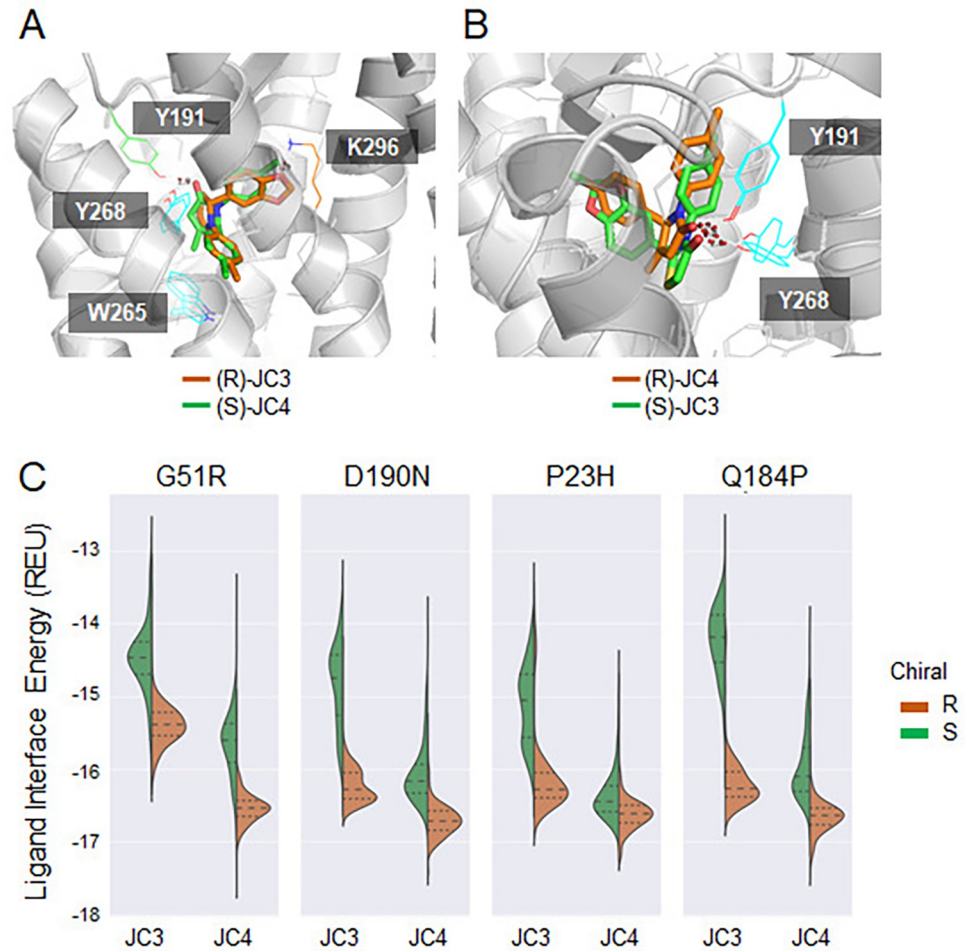 A
B
Y191
K296
Y268
W265
Y191
Y268
(R)-JC3
(S)-JC4
(R)-JC4
(S)-JC3
C
G51R
D190N
P23H
Q184P
Ligand Interface Energy (REU)
-13
-14
-15
-16
-17
-18
JC3 JC4 JC3 JC4 JC3 JC4 JC3 JC4
Chiral
R
S